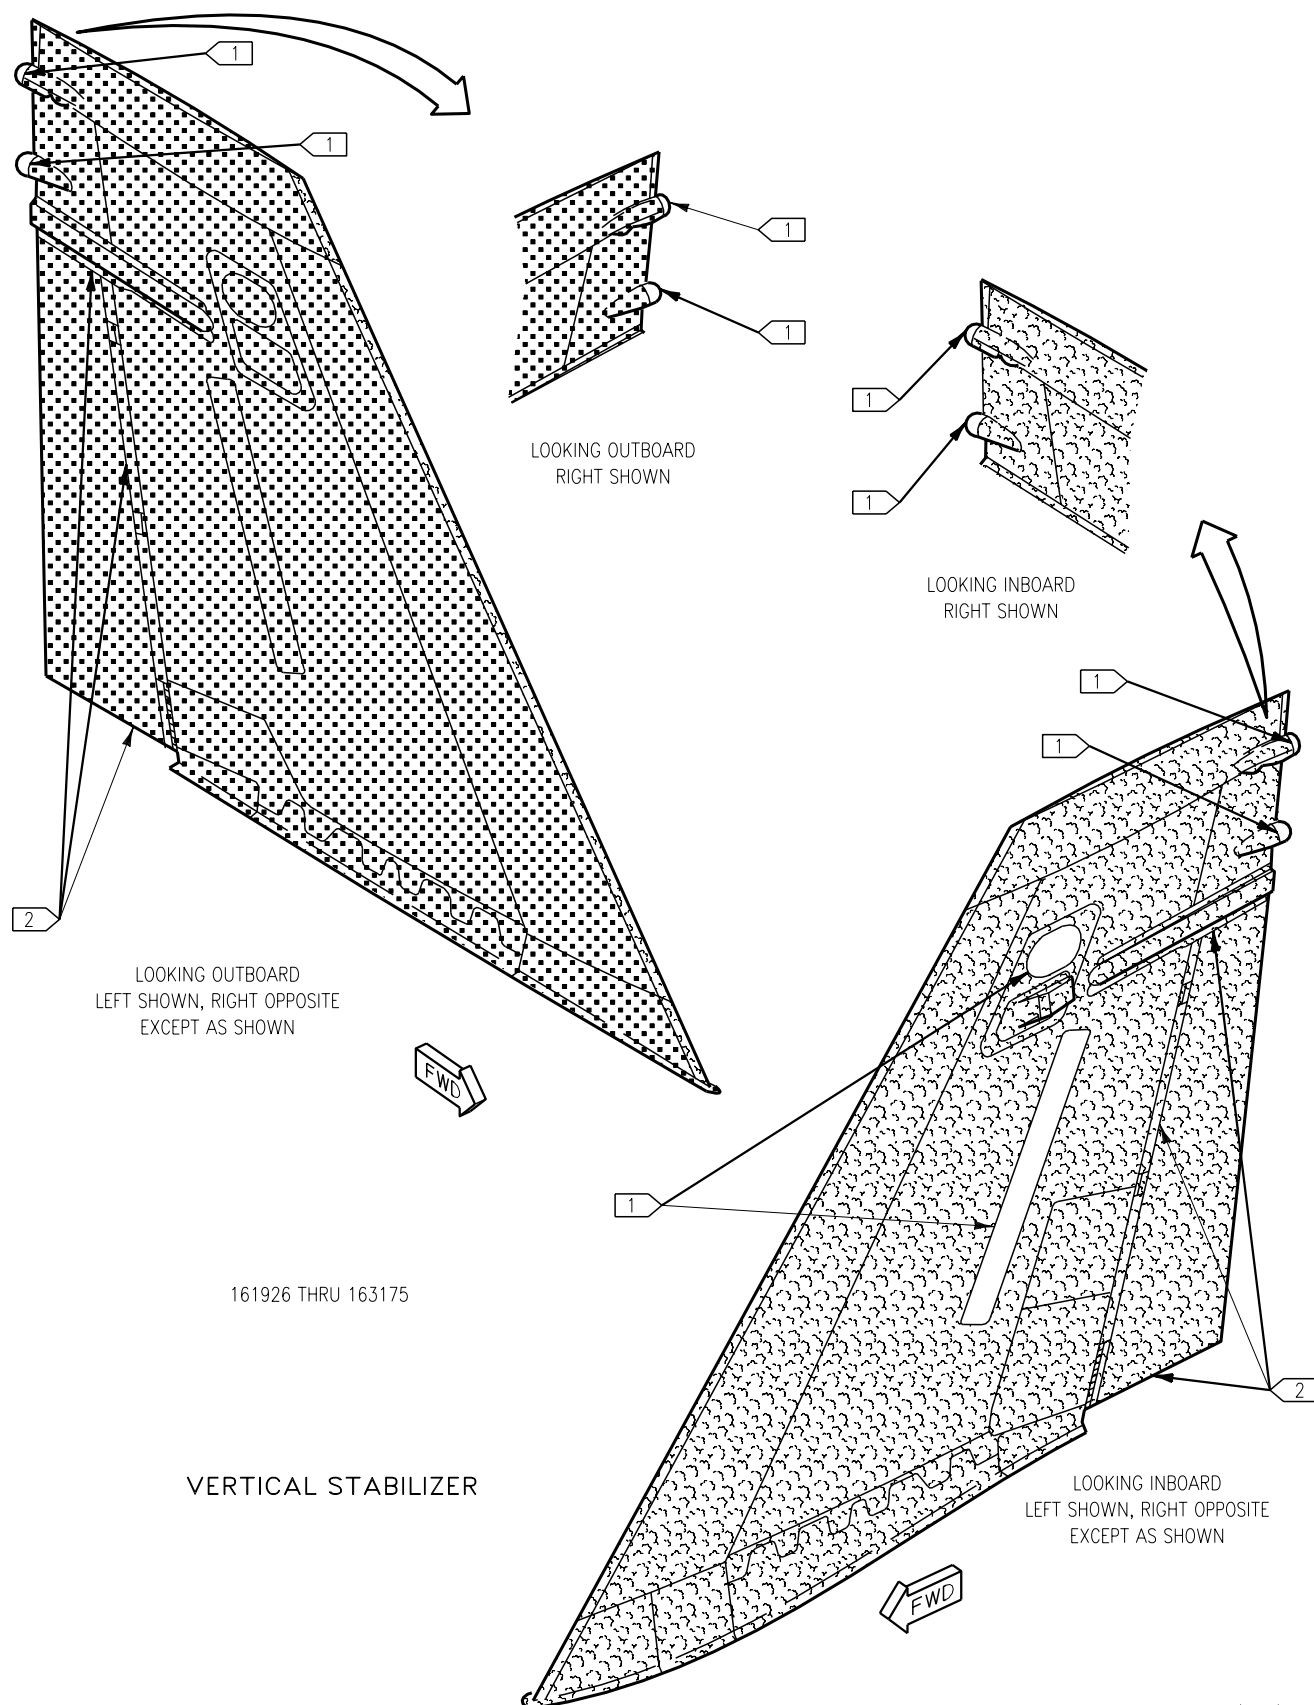 1
1
1
1
LOOKING OUTBOARD
RIGHT SHOWN
1
1
LOOKING INBOARD
RIGHT SHOWN
1
1
2
LOOKING OUTBOARD
LEFT SHOWN, RIGHT OPPOSITE
EXCEPT AS SHOWN
FWD
1
161926 THRU 163175
2
VERTICAL STABILIZER
LOOKING INBOARD
LEFT SHOWN, RIGHT OPPOSITE
EXCEPT AS SHOWN
FWD